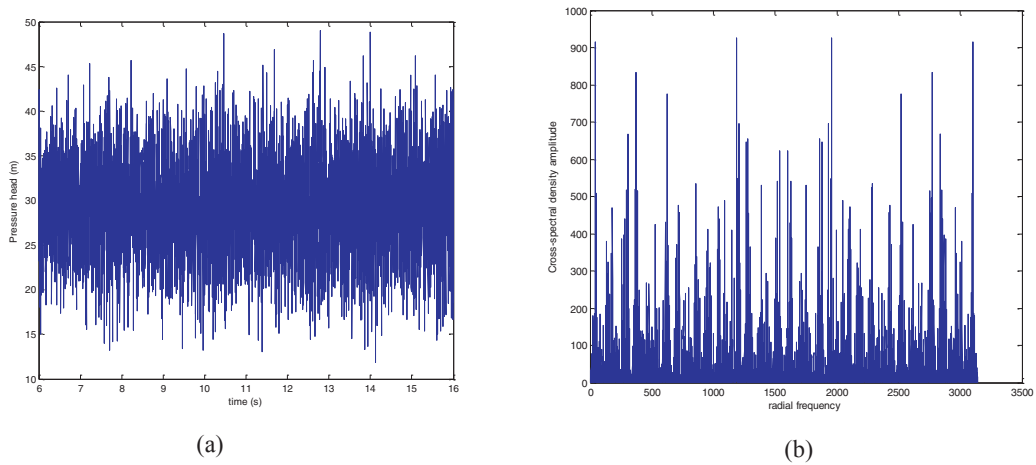 50
45
40
35
30
25
20
15
10
Pressure head (m)
6 7 8 9 10 11 12 13 14 15 16
time (s)
(a)
1000
900
800
700
600
500
400
300
200
100
0
Cross-spectral density amplitude
0 500 1000 1500 2000 2500 3000 3500
radial frequency
(b)